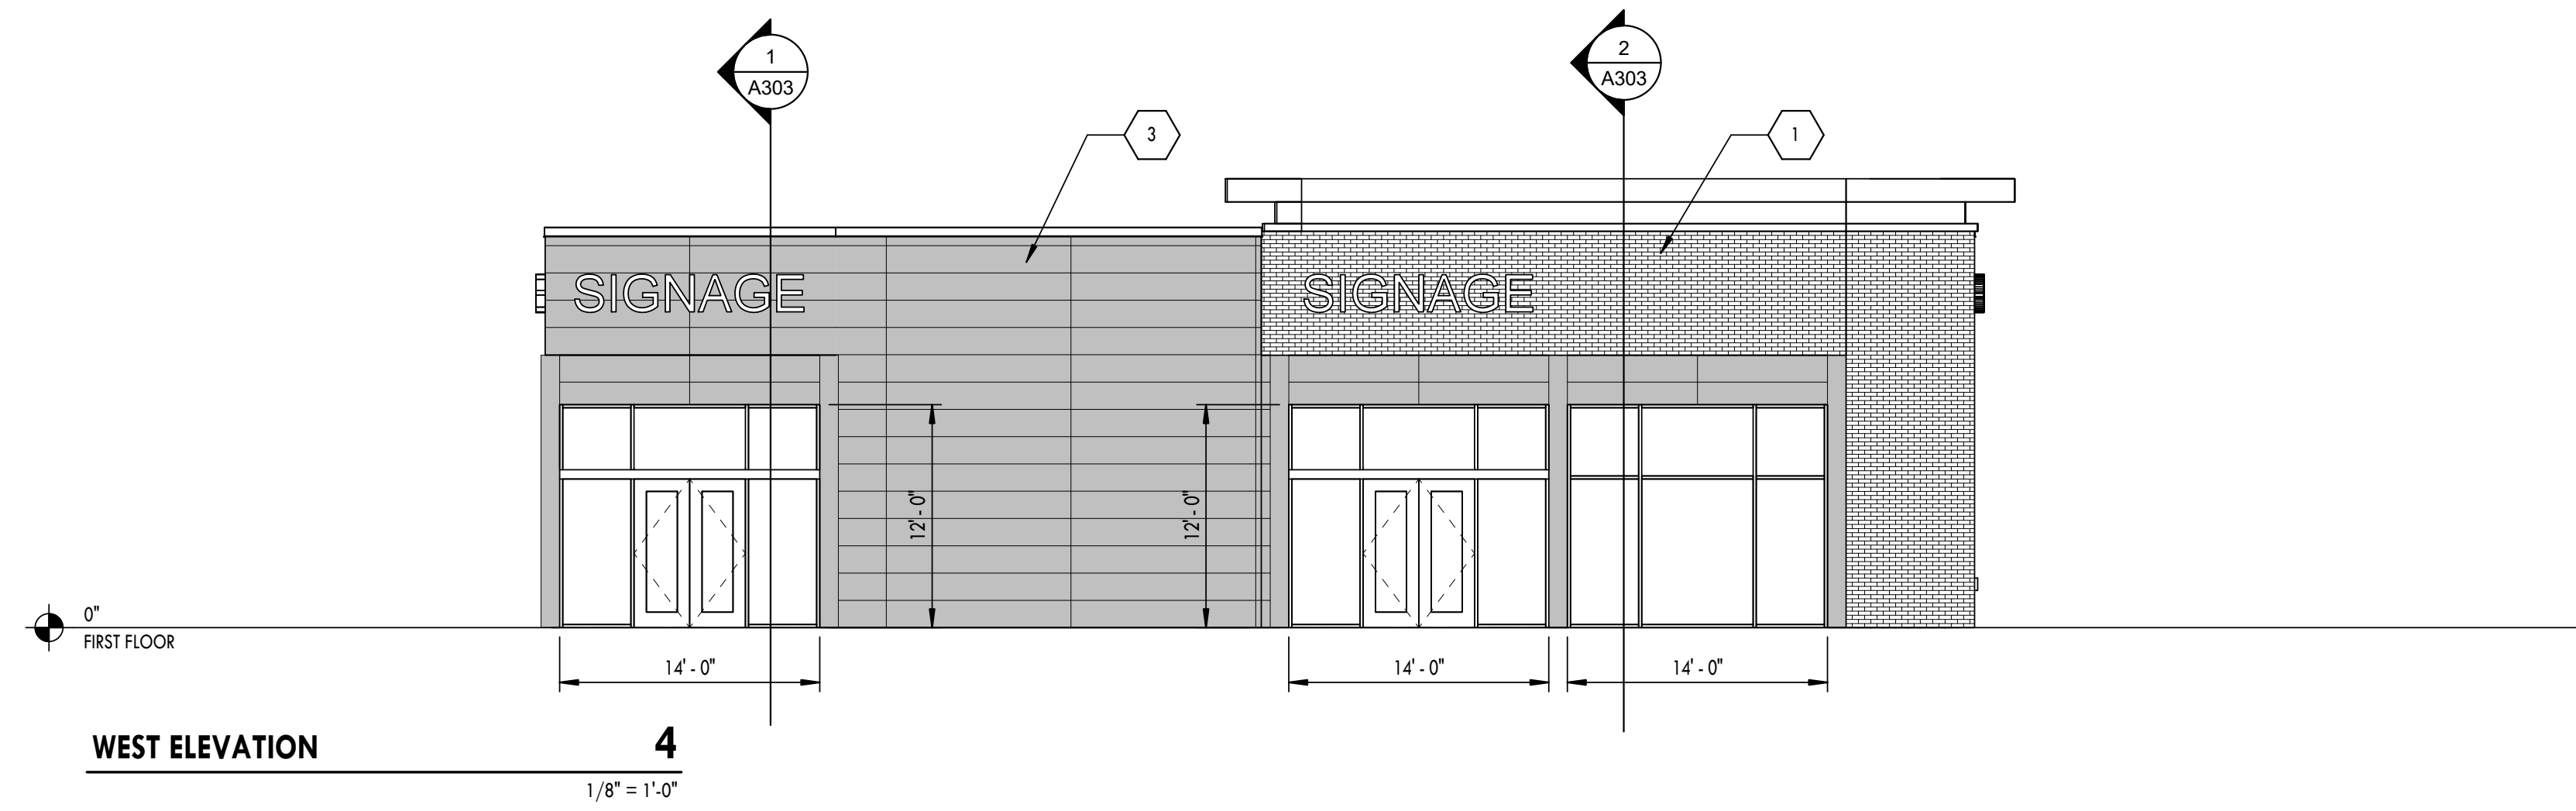 1
A303
2
A303
3
1
SIGNAGE
SIGNAGE
12' - 0"
12' - 0"
0"
FIRST FLOOR
14' - 0"
14' - 0"
14' - 0"
WEST ELEVATION
4
1/8" = 1'-0"